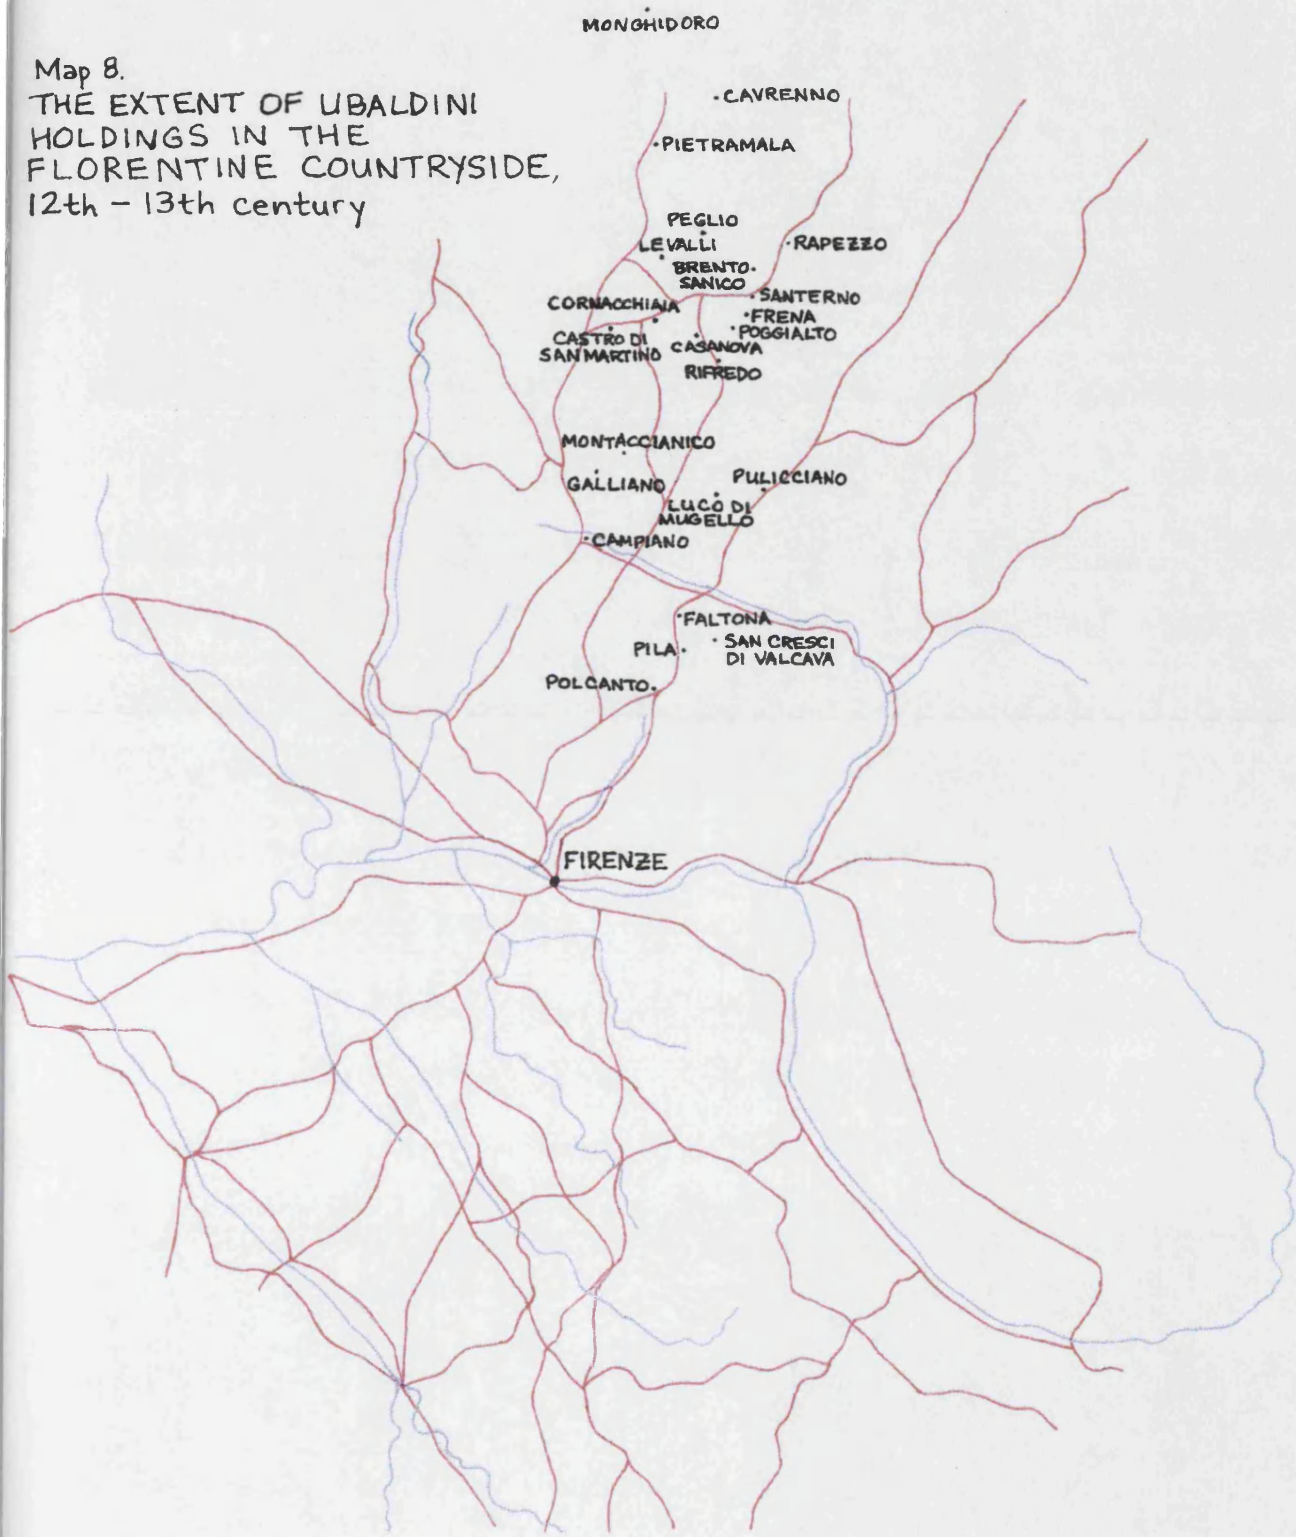 MONGHIDORO
Map 8.
THE EXTENT OF UBALDINI
HOLDINGS IN THE
FLORENTINE COUNTRYSIDE,
12th - 13th century
CAVRENNO
PIETRAMALA
PEGLIO
LE VALLI
RAPEZZO
BRENTO
SANICO
SANTERNO
CORNACCHIAIA
FRENA
POGGIALTO
CASTRO DI
SAN MARTINO
CASANOVA
RIFREDO
MONTACCIANICO
GALLIANO
PULICCIANO
LUCO DI
MUGELLO
CAMPIANO
FALTONA
PILA
SAN CRESCI
DI VALCAVA
POLCANTO
FIRENZE